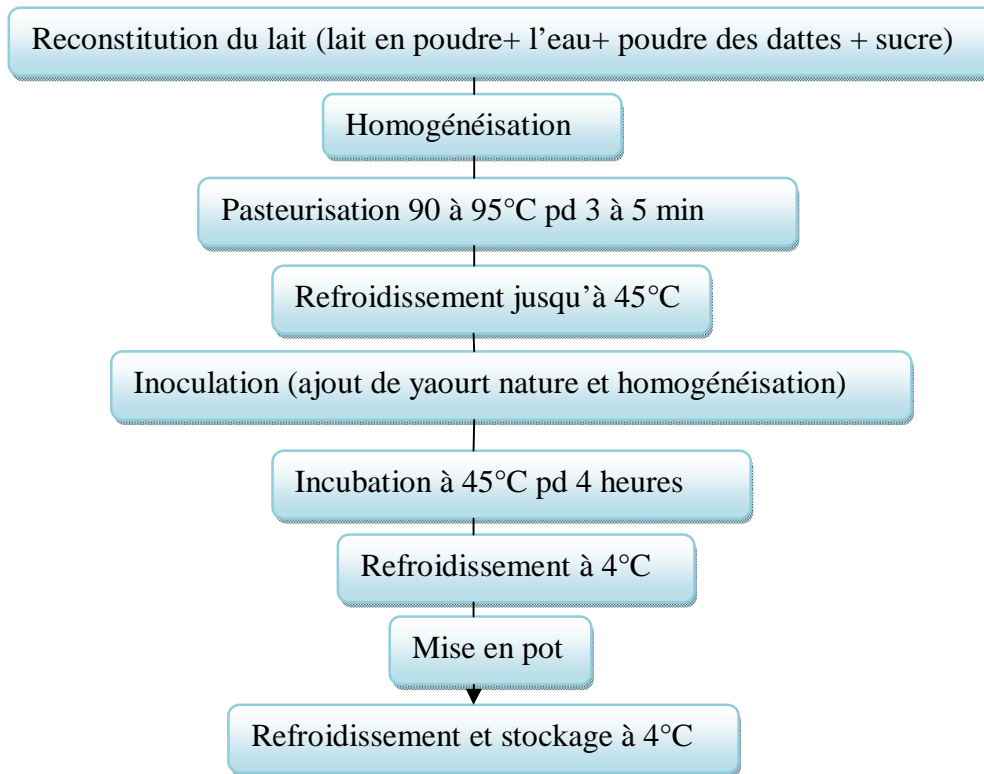 Reconstitution du lait (lait en poudre+ l’eau+ poudre des dattes + sucre)
Homogénéisation
Pasteurisation 90 à 95°C pd 3 à 5 min
Refroidissement jusqu’à 45°C
Inoculation (ajout de yaourt nature et homogénéisation)
Incubation à 45°C pd 4 heures
Refroidissement à 4°C
Mise en pot
Refroidissement et stockage à 4°C